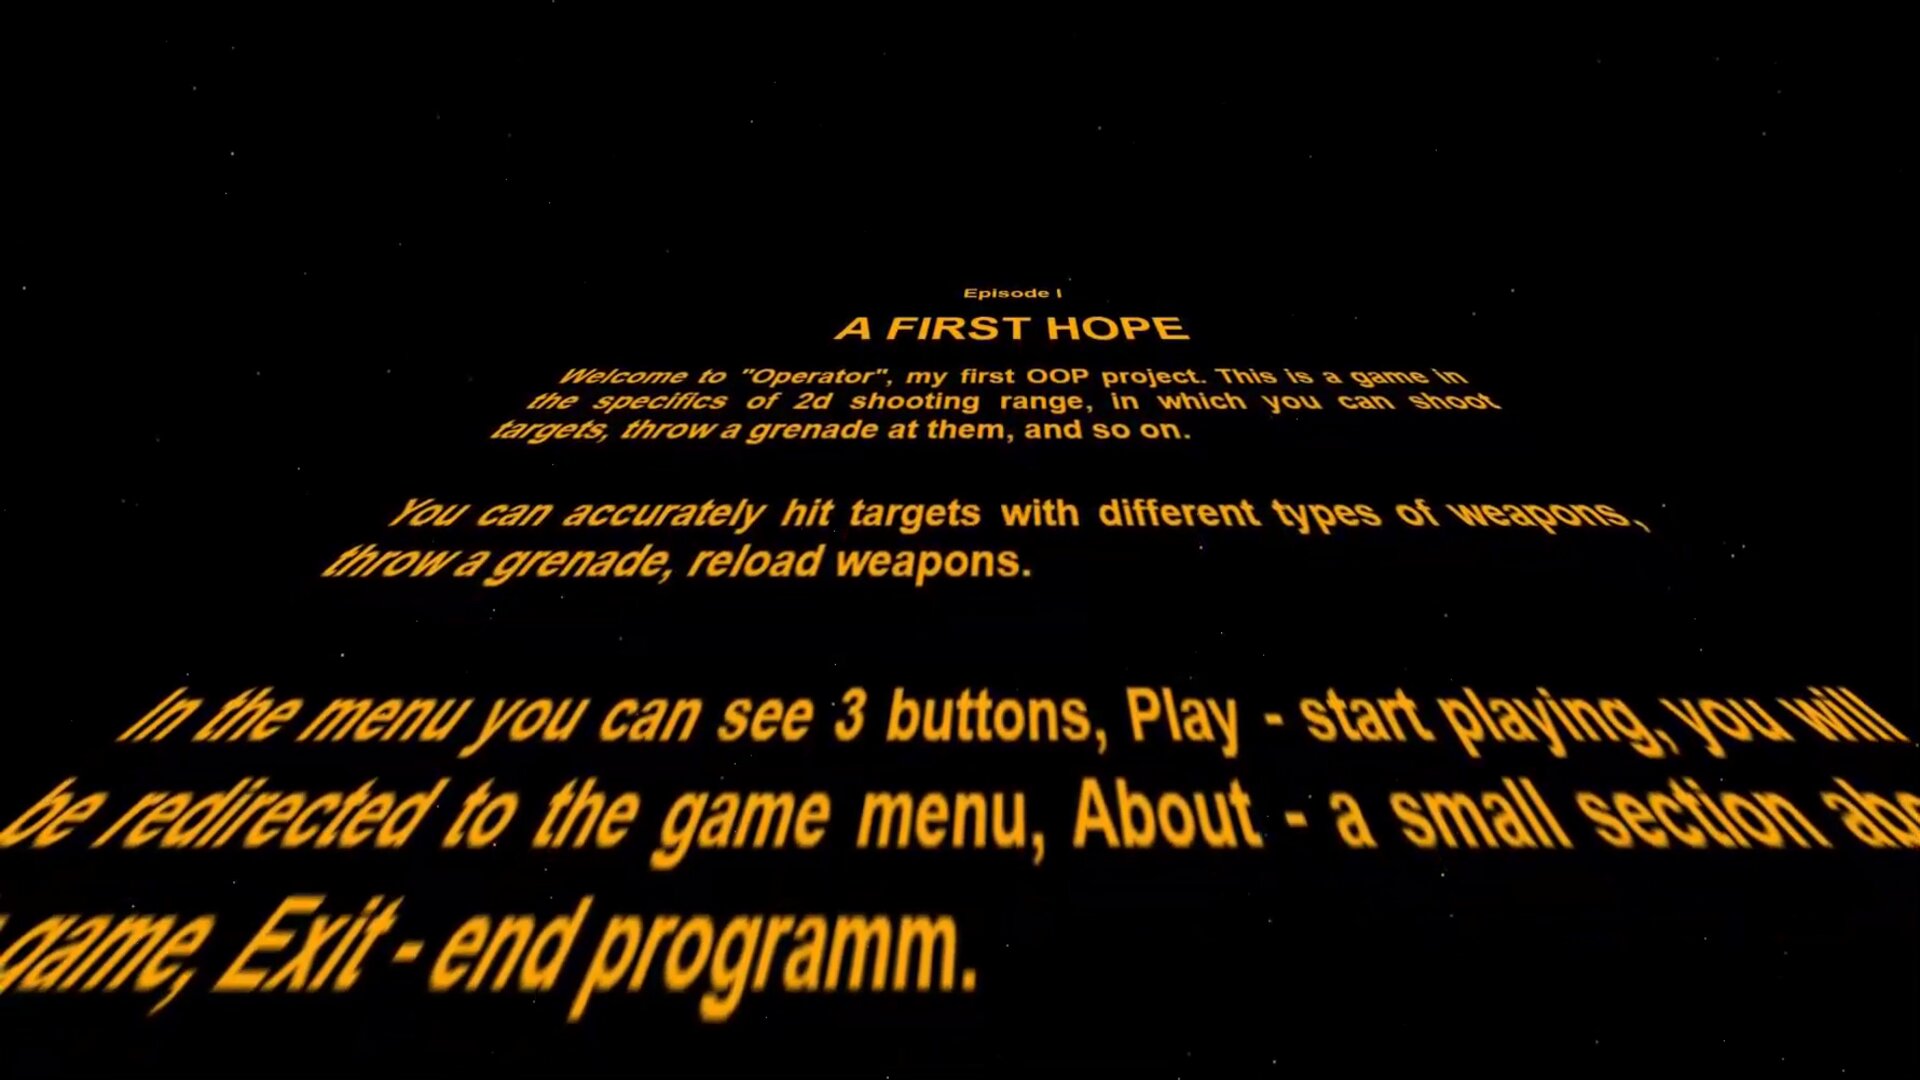 Episode I
A FIRST HOPE
Welcome to "Operator", my first OOP project. This is a game in
the specifics of 2d shooting range, in which you can shoot
targets, throw a grenade at them, and so on.
You can accurately hit targets with different types of weapons,
throw a grenade, reload weapons.
In the menu you can see 3 buttons, Play - start playing, you will
be redirected to the game menu, About - a small section
game, Exit - end programm.